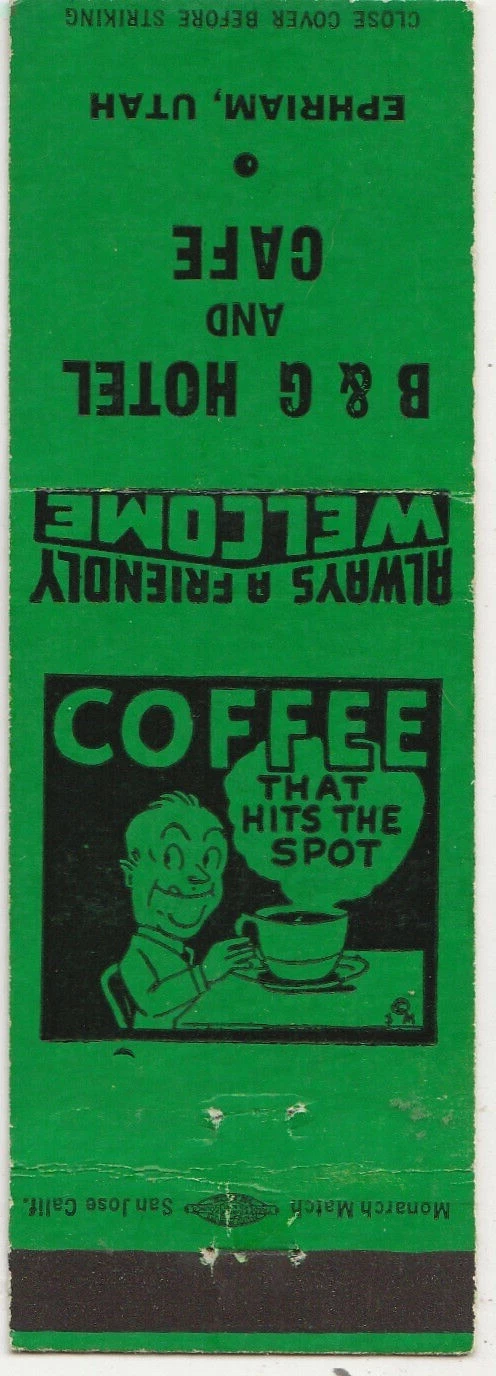 CLOSE COVER BEFORE STRIKING
B & G HOTEL
AND
CAFE
EPHRIAM, UTAH
ALWAYS A FRIENDLY
WELCOME
COFFEE
THAT
HITS THE
SPOT
Monarch Match San Jose Calif.